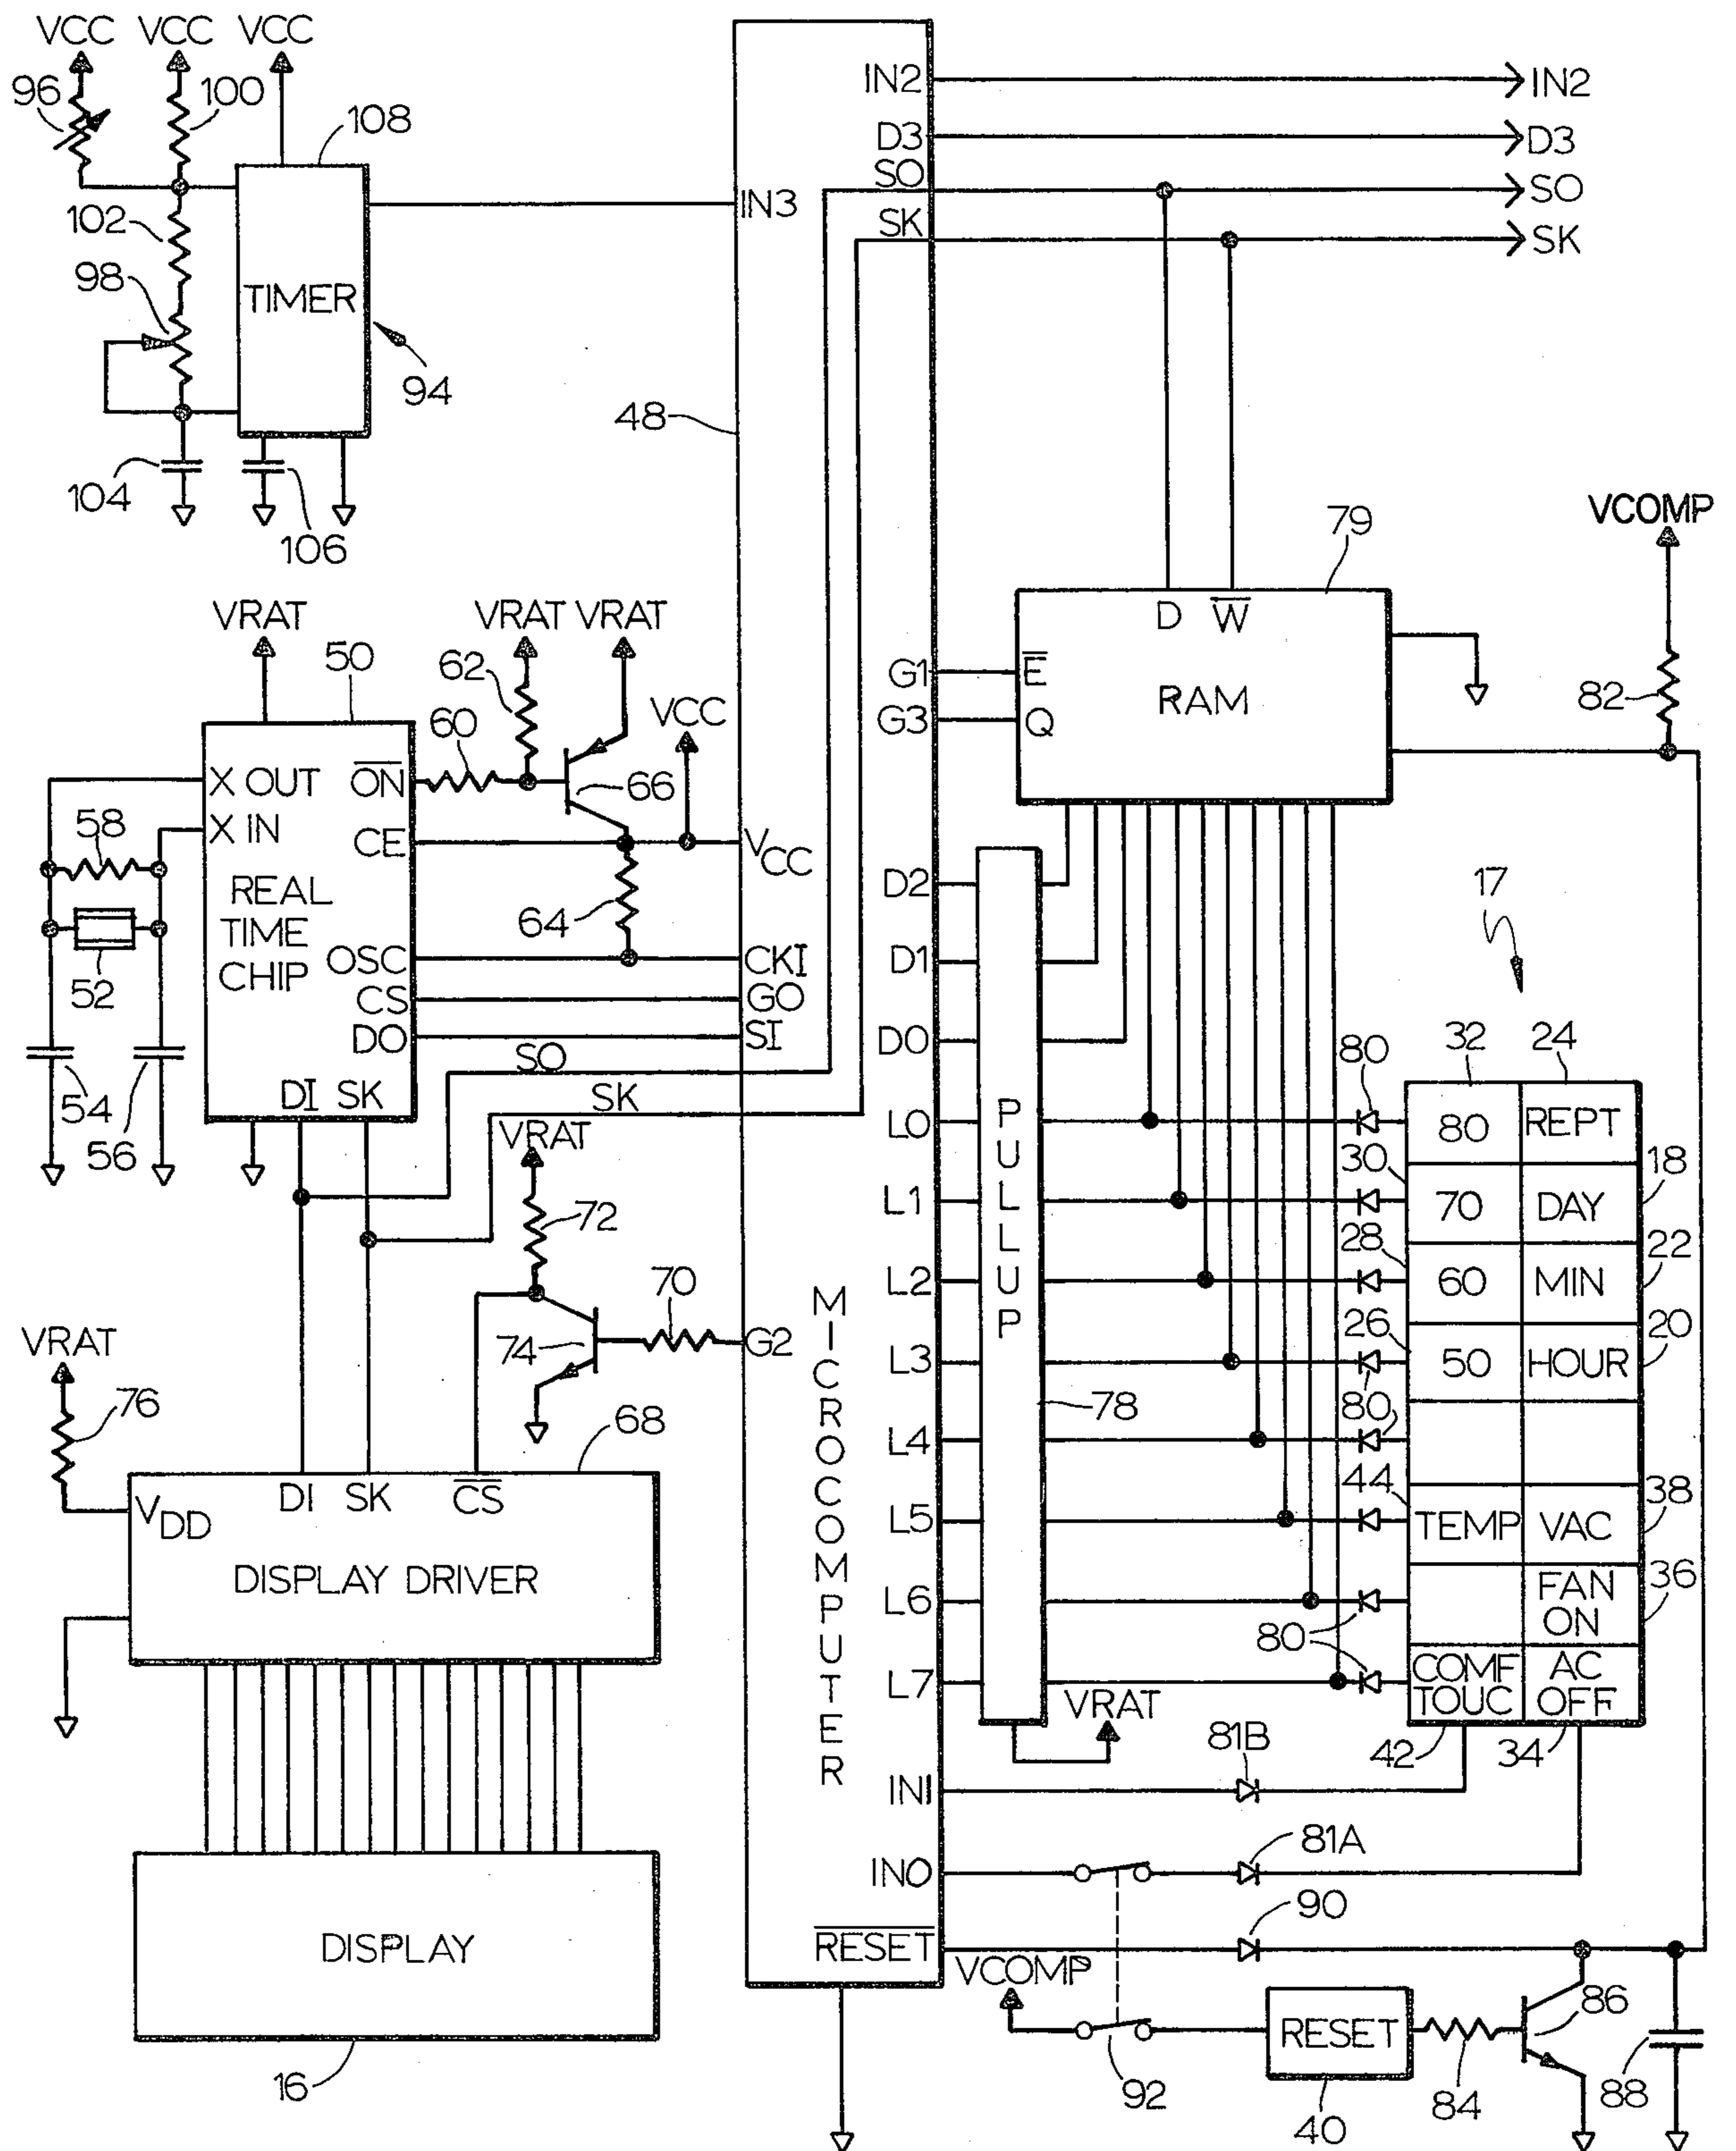 VCC VCC VCC
96
100
108
IN2
IN2
D3
D3
SO
SO
SK
SK
IN3
102
98
TIMER
94
48
104
106
VCOMP
79
D W
VRAT
50
VRAT VRAT
62
60
VCC
66
G1
E
RAM
G3
Q
82
X OUT
ON
X IN
58
CE
VCC
REAL
TIME
CHIP
64
OSC
CKI
CS
GO
DO
SI
52
54
56
DI SK
SO
SK
D2
D1
D0
17
32
24
80
80
REPT
L0
30
70
DAY
18
L1
28
60
MIN
22
L2
26
50
HOUR
20
L3
80
80
L4
44
TEMP
VAC
38
L5
FAN
ON
36
L6
80
COMF
TOUC
AC
OFF
L7
PULLUP
78
VRAT
42
34
VRAT
72
70
74
G2
MICROCOMPUTER
VRAT
76
68
VDD
DI SK CS
DISPLAY DRIVER
81B
IN1
81A
IN0
90
RESET
VCOMP
DISPLAY
16
92
RESET
40
84
86
88